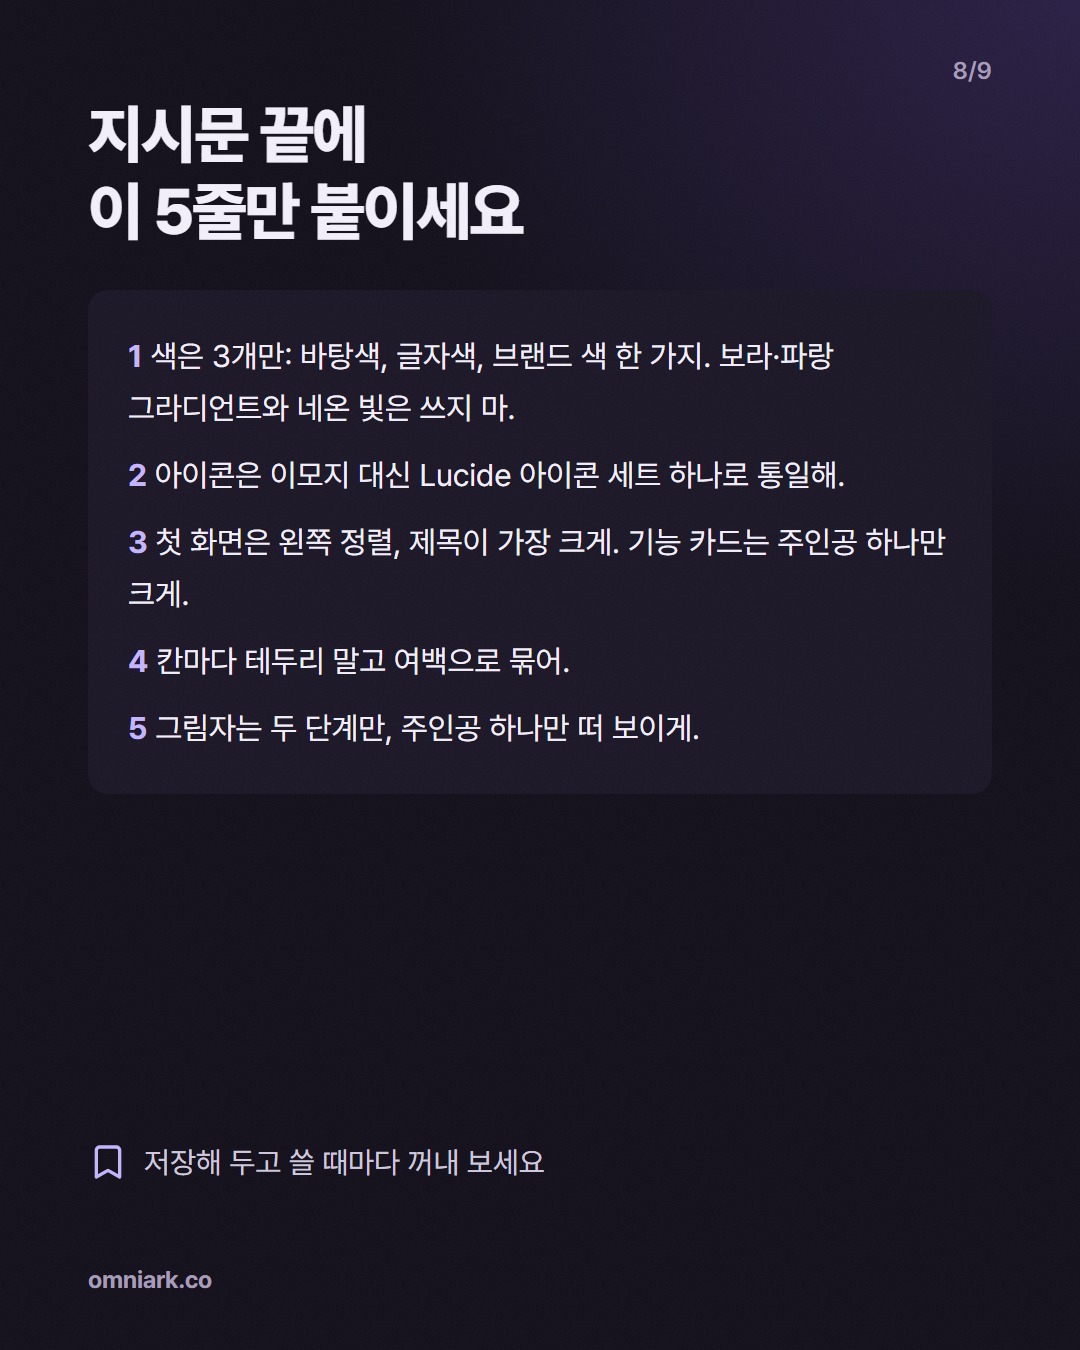 8/9
지시문 끝에
이 5줄만 붙이세요
1 색은 3개만: 바탕색, 글자색, 브랜드 색 한 가지. 보라·파랑
그라디언트와 네온 빛은 쓰지 마.
2 아이콘은 이모지 대신 Lucide 아이콘 세트 하나로 통일해.
3 첫 화면은 왼쪽 정렬, 제목이 가장 크게. 기능 카드는 주인공 하나만
크게.
4 칸마다 테두리 말고 여백으로 묶어.
5 그림자는 두 단계만, 주인공 하나만 떠 보이게.
저장해 두고 쓸 때마다 꺼내 보세요
omniark.co